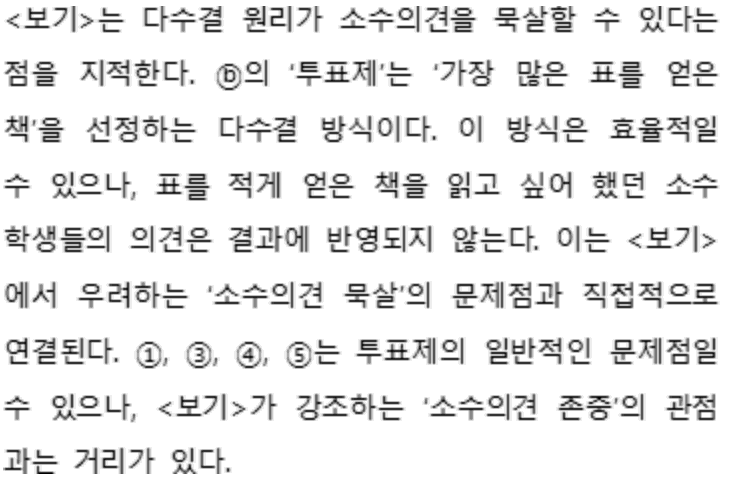 <보기>는 다수결 원리가 소수의견을 묵살할 수 있다는
점을 지적한다. ⓑ의 ‘투표제’는 ‘가장 많은 표를 얻은
책’을 선정하는 다수결 방식이다. 이 방식은 효율적일
수 있으나, 표를 적게 얻은 책을 읽고 싶어 했던 소수
학생들의 의견은 결과에 반영되지 않는다. 이는 <보기>
에서 우려하는 ‘소수의견 묵살’의 문제점과 직접적으로
연결된다. ①, ③, ④, ⑤는 투표제의 일반적인 문제점일
수 있으나, <보기>가 강조하는 ‘소수의견 존중’의 관점
과는 거리가 있다.